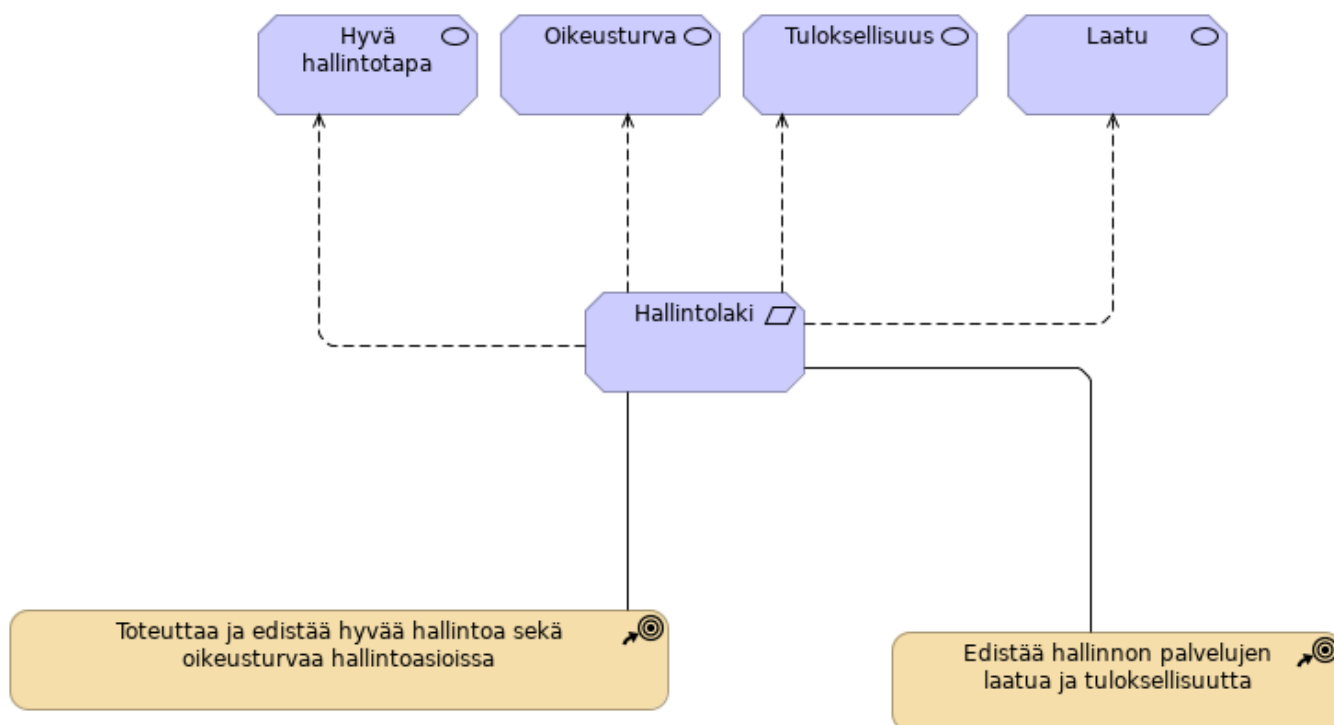 Hyvä
hallintotapa
Oikeusturva
Tuloksellisuus
Laatu
Hallintolaki
Toteuttaa ja edistää hyvää hallintoa sekä
oikeusturvaa hallintoasioissa
Edistää hallinnon palvelujen
laatua ja tuloksellisuutta